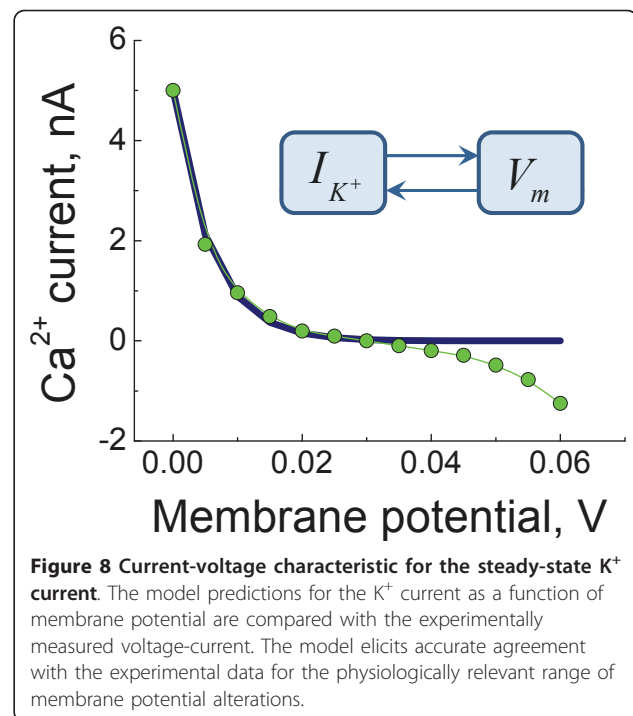 6
4
2
0
-2
Ca²⁺ current, nA
I_K⁺
V_m
0.00 0.02 0.04 0.06
Membrane potential, V
Figure 8 Current-voltage characteristic for the steady-state K⁺
current. The model predictions for the K⁺ current as a function of
membrane potential are compared with the experimentally
measured voltage-current. The model elicits accurate agreement
with the experimental data for the physiologically relevant range of
membrane potential alterations.